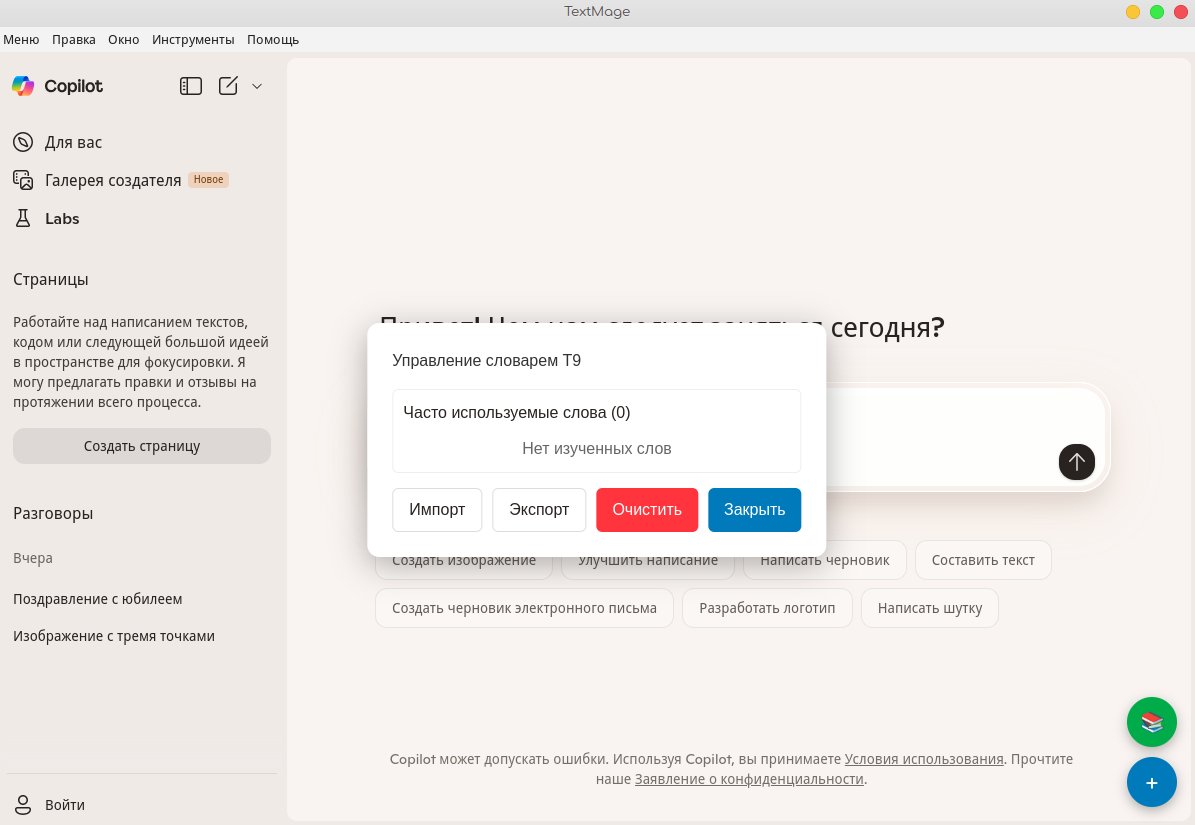 TextMage
Меню Правка Окно Инструменты Помощь
Copilot
Для вас
Галерея создателя Новое
Labs
Страницы
Работайте над написанием текстов,
кодом или следующей большой идеей
в пространстве для фокусировки. Я
могу предлагать правки и отзывы на
протяжении всего процесса.
Создать страницу
Разговоры
Вчера
Поздравление с юбилеем
Изображение с тремя точками
Войти
сегодня?
Управление словарем T9
Часто используемые слова (0)
Нет изученных слов
Импорт Экспорт Очистить Закрыть
Создать изображение Улучшить написание Написать черновик Составить текст
Создать черновик электронного письма Разработать логотип Написать шутку
Copilot может допускать ошибки. Используя Copilot, вы принимаете Условия использования. Прочтите
наше Заявление о конфиденциальности.
+